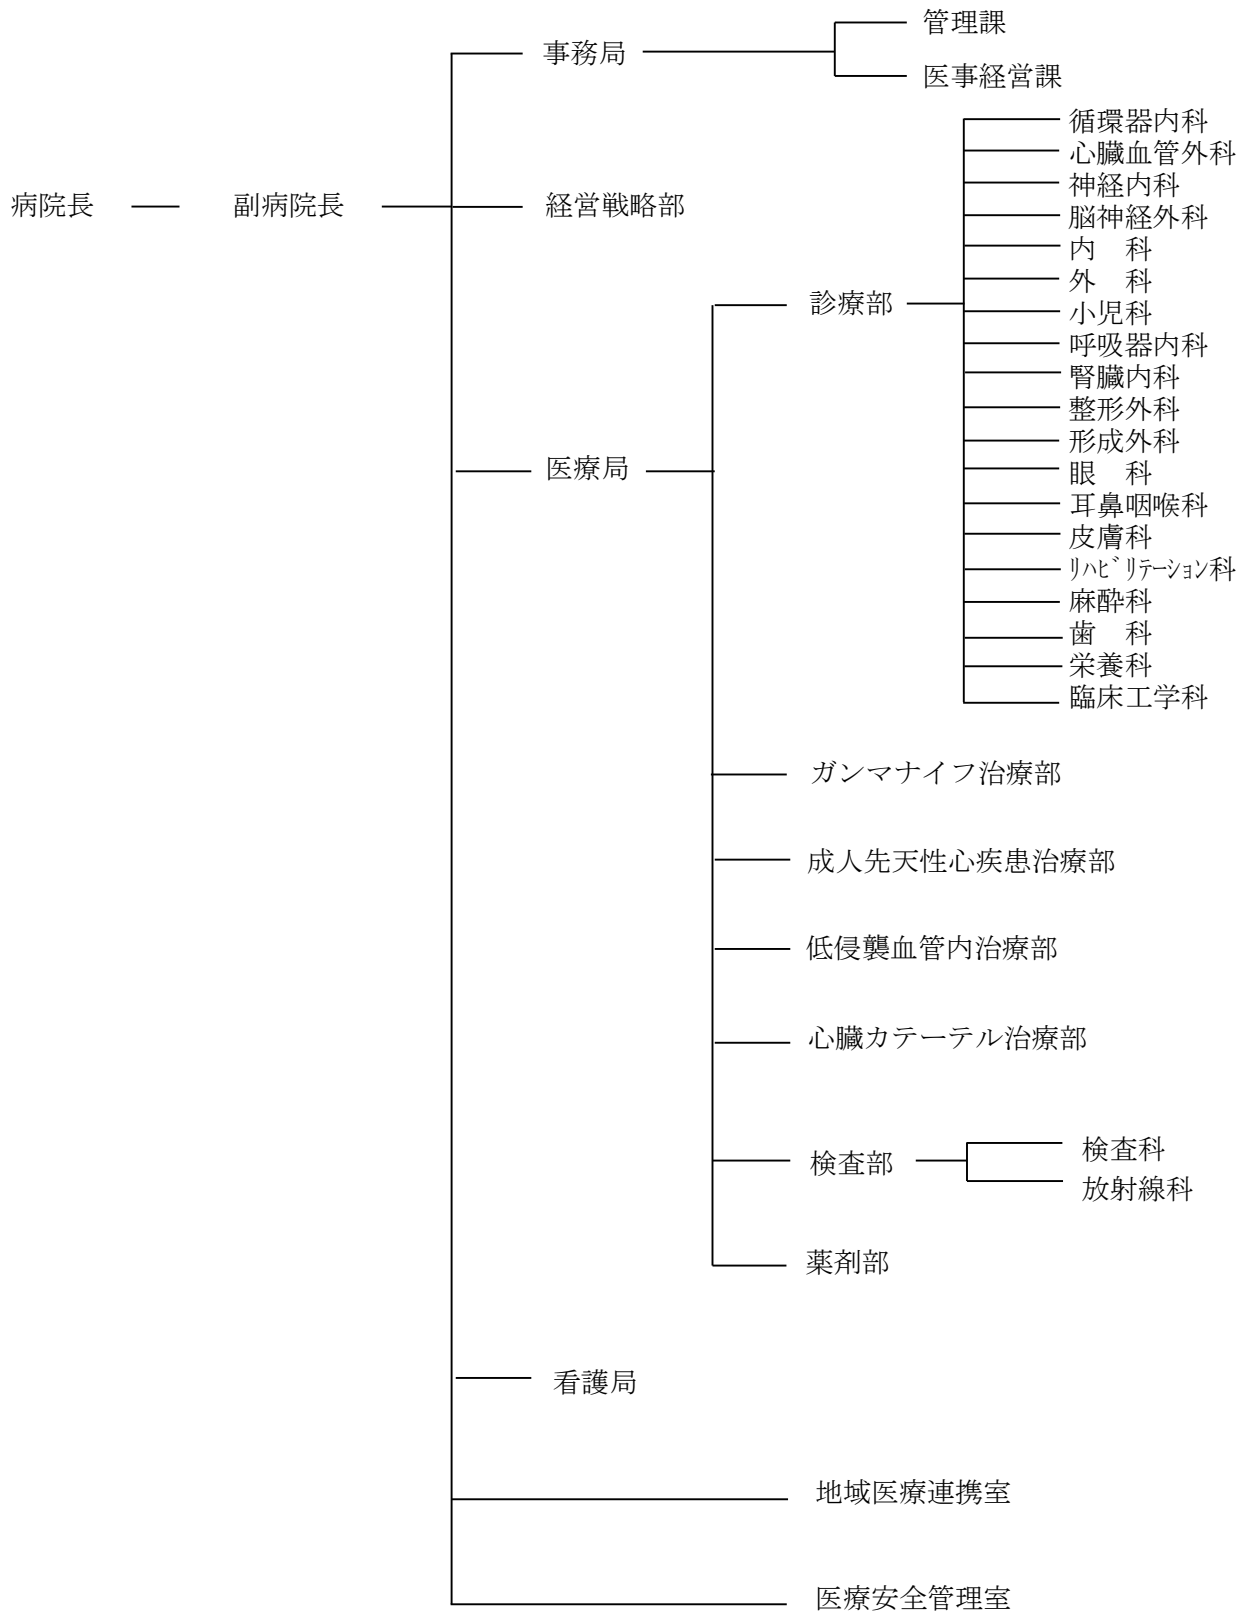 管理課
事務局
医事経営課
循環器内科
心臓血管外科
神経内科
病院長 副病院長 経営戦略部
脳神経外科
内　科
外　科
診療部
小児科
呼吸器内科
腎臓内科
整形外科
形成外科
医療局
眼　科
耳鼻咽喉科
皮膚科
ﾘﾊﾋﾞﾘﾃｰｼｮﾝ科
麻酔科
歯　科
栄養科
臨床工学科
ガンマナイフ治療部
成人先天性心疾患治療部
低侵襲血管内治療部
心臓カテーテル治療部
検査科
検査部
放射線科
薬剤部
看護局
地域医療連携室
医療安全管理室